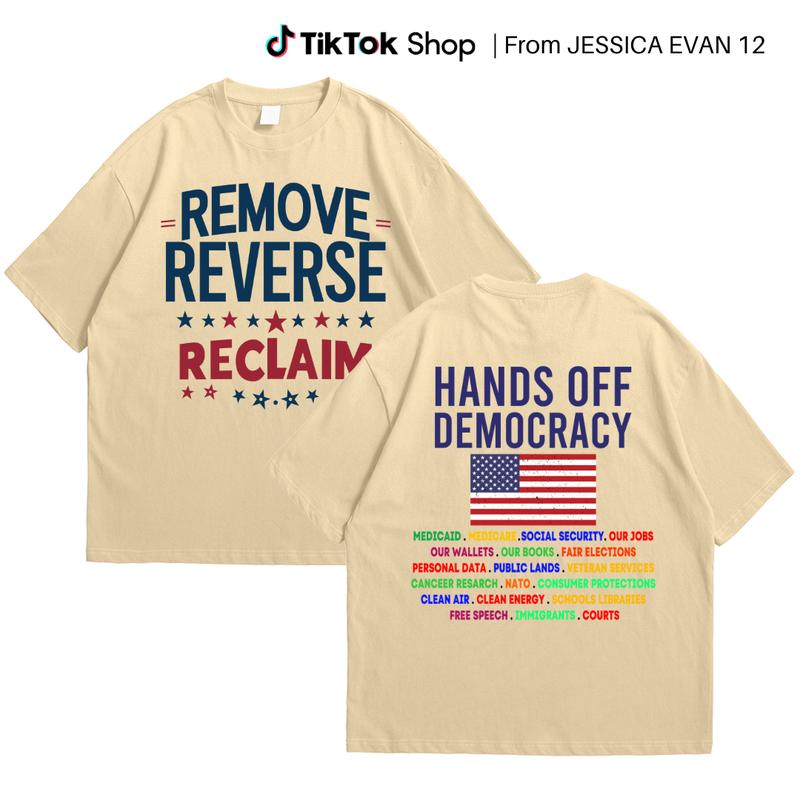 TikTok Shop | From JESSICA EVAN 12
REMOVE
REVERSE
RECLAIM
HANDS OFF
DEMOCRACY
MEDICAID . MEDICARE .SOCIAL SECURITY. OUR JOBS
OUR WALLETS . OUR BOOKS . FAIR ELECTIONS
PERSONAL DATA . PUBLIC LANDS . VETERAN SERVICES
CANCEER RESARCH . NATO . CONSUMER PROTECTIONS
CLEAN AIR . CLEAN ENERGY . SCHOOLS LIBRARIES
FREE SPEECH . IMMIGRANTS . COURTS